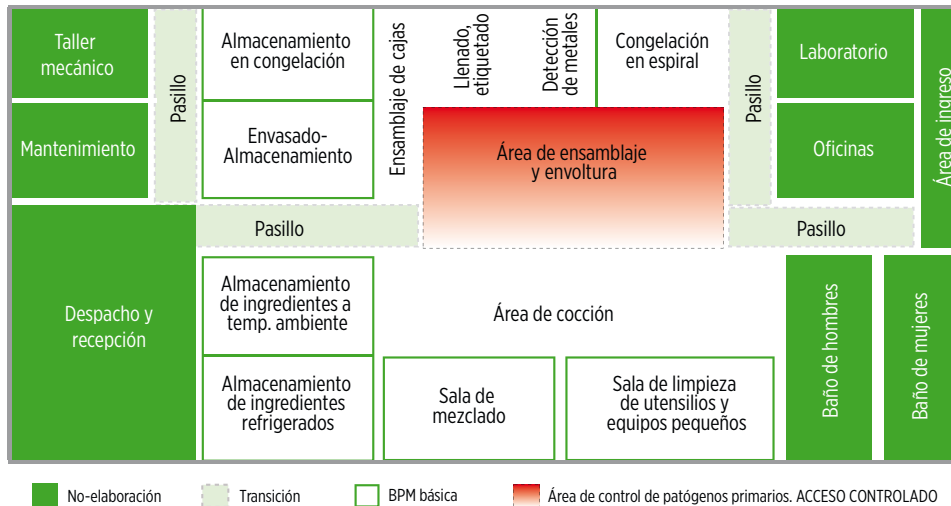 Taller
mecánico
Pasillo
Almacenamiento
en congelación
Ensamblaje de cajas
Llenado,
etiquetado
Detección
de metales
Congelación en
espiral
Pasillo
Laboratorio
Área de ingreso
Mantenimiento
Envasado-
Almacenamiento
Área de ensamblaje
y envoltura
Oficinas
Pasillo
Pasillo
Despacho y
recepción
Almacenamiento
de ingredientes a
temp. ambiente
Área de cocción
Baño de hombres
Baño de mujeres
Almacenamiento
de ingredientes
refrigerados
Sala de
mezclado
Sala de limpieza
de utensilios y
equipos pequeños
No-elaboración
Transición
BPM básica
Área de control de patógenos primarios. ACCESO CONTROLADO